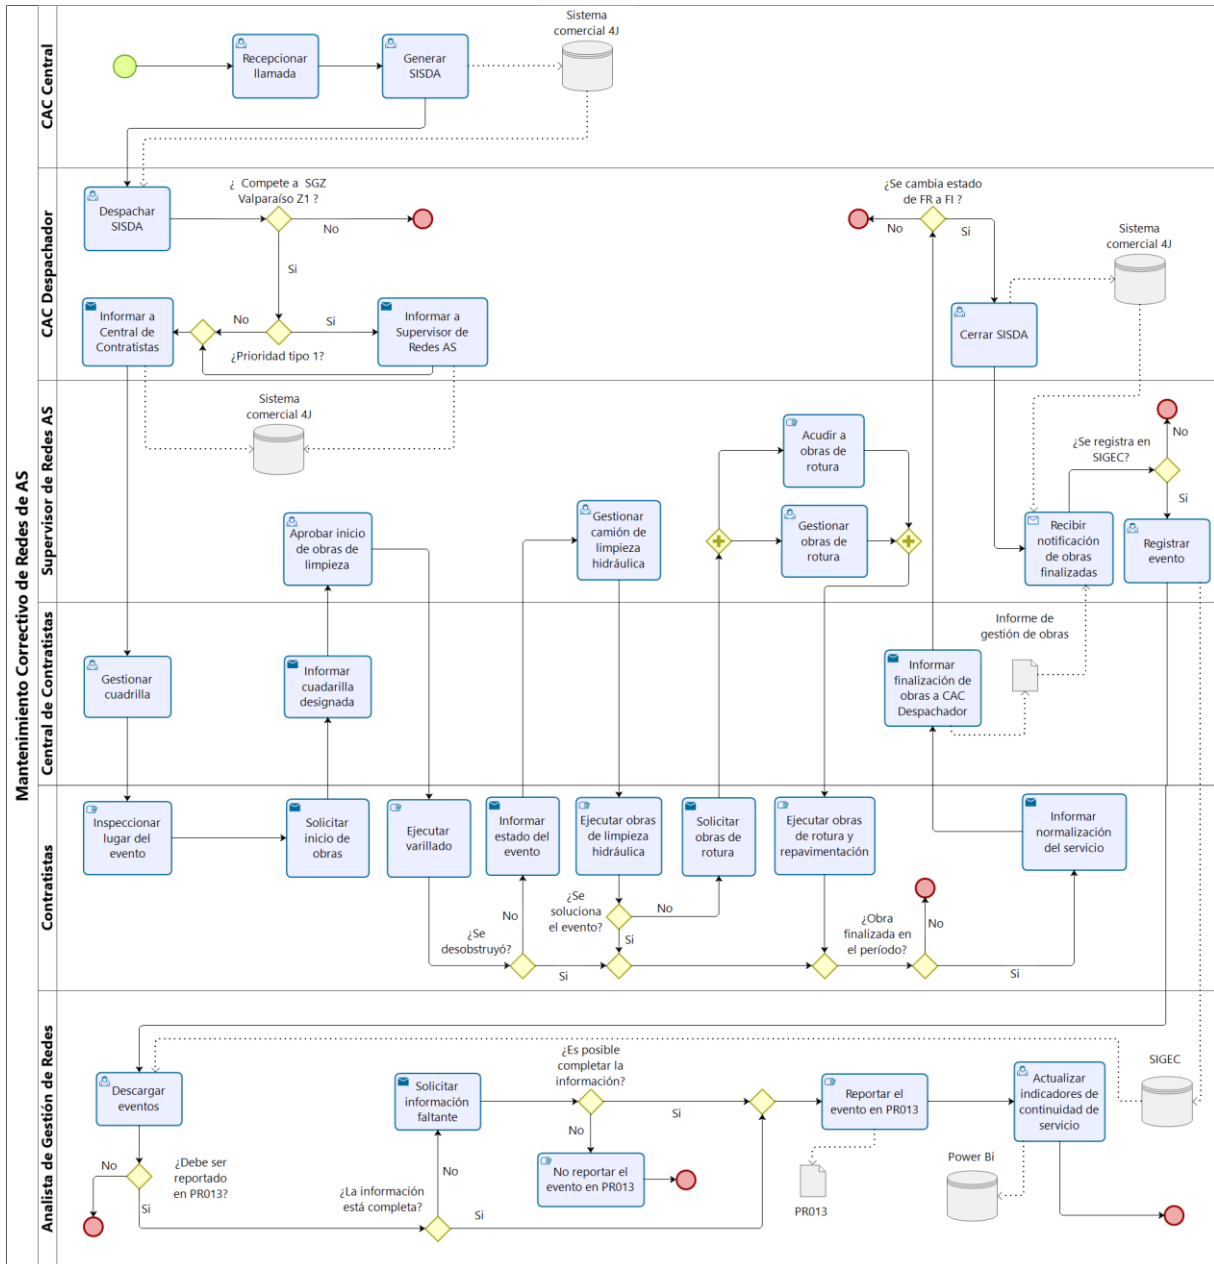 Mantenimiento Correctivo de Redes de AS
CAC Central
Recepcionar
llamada
Generar
SISDA
Sistema
comercial 4J
CAC Despachador
Despachar
SISDA
¿ Compete a SGZ
Valparaíso Z1 ?
No
Si
Informar a
Central de
Contratistas
No
Si
¿Prioridad tipo 1?
Informar a
Supervisor de
Redes AS
¿Se cambia estado
de FR a FI ?
No
Si
Cerrar SISDA
Sistema
comercial 4J
Supervisor de Redes AS
Sistema
comercial 4J
Aprobar inicio
de obras de
limpieza
Gestionar
camión de
limpieza
hidráulica
Acudir a
obras de
rotura
Gestionar
obras de
rotura
¿Se registra en
SIGEC?
No
Si
Recibir
notificación
de obras
finalizadas
Registrar
evento
Central de Contratistas
Gestionar
cuadrilla
Informar
cuadarilla
designada
Informar
finalización de
obras a CAC
Despachador
Informe de
gestión de obras
Contratistas
Inspeccionar
lugar del
evento
Solicitar
inicio de
obras
Ejecutar
varillado
Informar
estado del
evento
Ejecutar obras
de limpieza
hidráulica
Solicitar
obras de
rotura
Ejecutar obras
de rotura y
repavimentación
Informar
normalización
del servicio
¿Se
desobstruyó?
No
Si
¿Se
soluciona
el evento?
No
Si
¿Obra
finalizada en
el período?
No
Si
Analista de Gestión de Redes
Descargar
eventos
No
¿Debe ser
reportado
en PR013?
Si
Solicitar
información
faltante
¿La información
está completa?
No
Si
¿Es posible
completar la
información?
Si
No
No reportar el
evento en PR013
Reportar el
evento en PR013
PR013
Actualizar
indicadores de
continuidad de
servicio
Power Bi
SIGEC